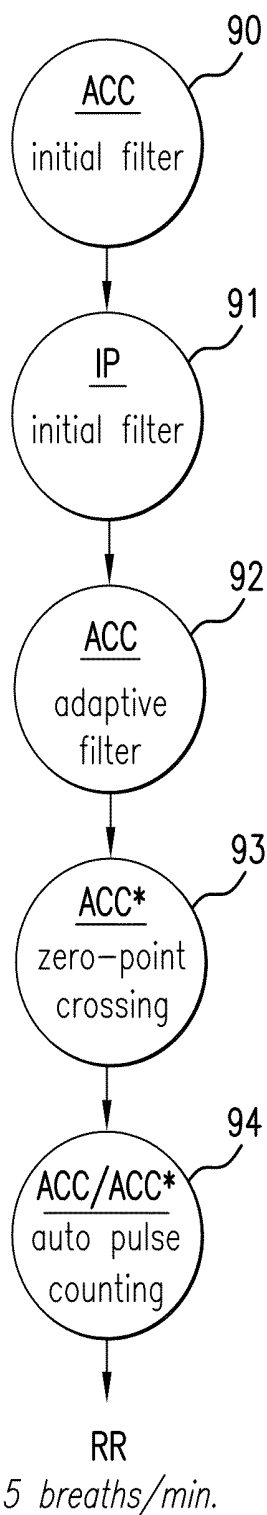 90
ACC
initial filter
91
IP
initial filter
92
ACC
adaptive
filter
93
ACC*
zero-point
crossing
94
ACC/ACC*
auto pulse
counting
RR
5 breaths/min.